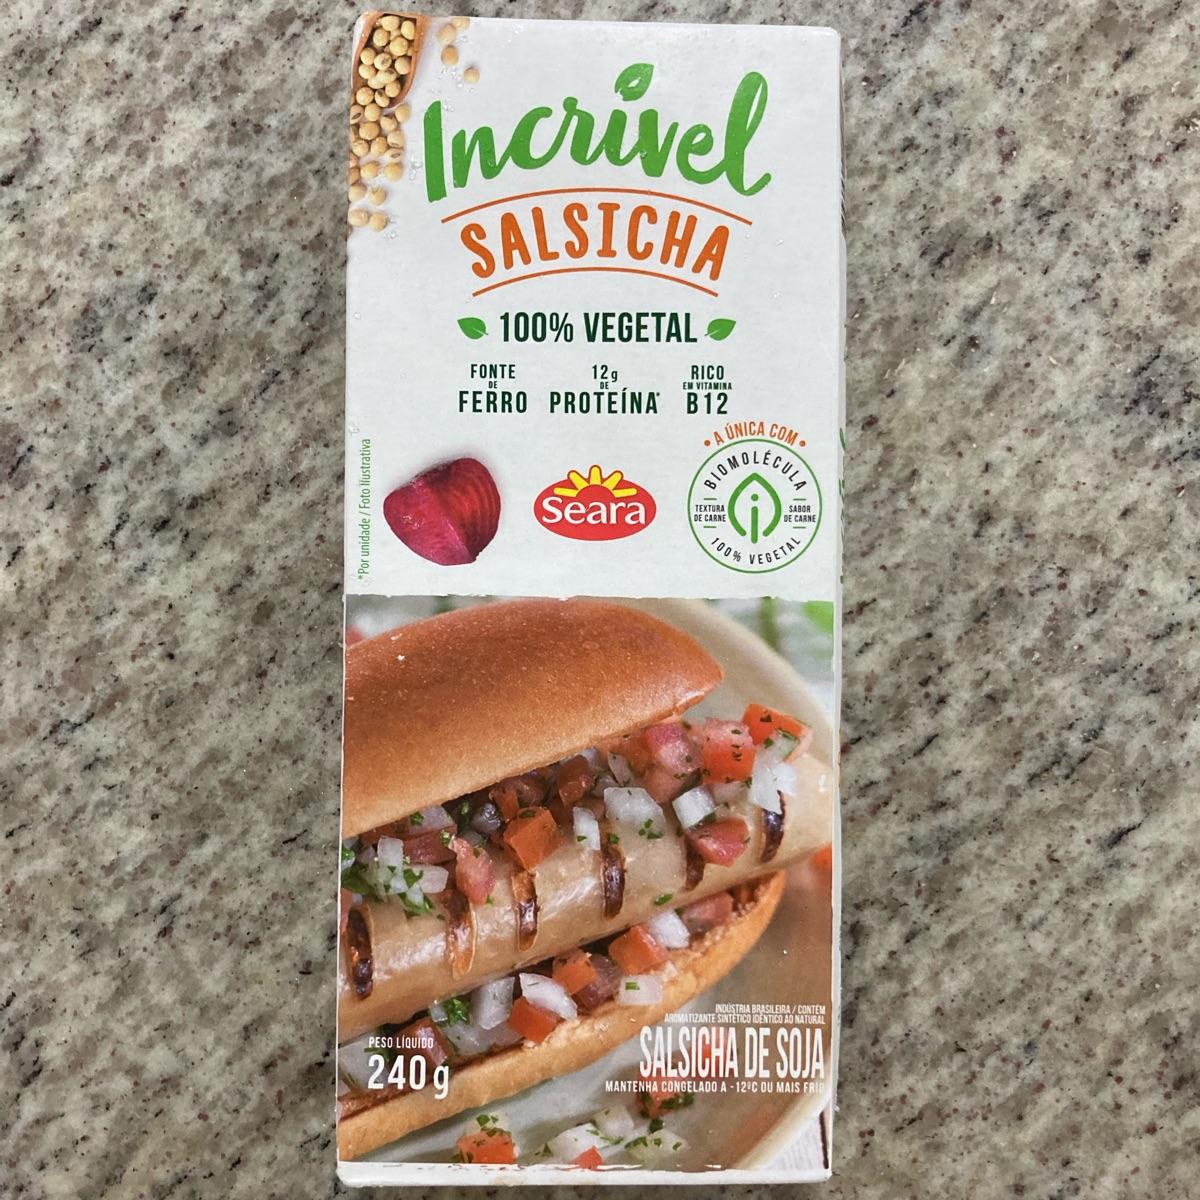 Incrível
SALSICHA
100% VEGETAL
FONTE
DE
FERRO
12g
DE
PROTEÍNA*
RICO
EM VITAMINA
B12
*Por unidade / Foto Ilustrativa
Seara
• A ÚNICA COM •
BIOMOLÉCULA
TEXTURA
DE CARNE
i
SABOR
DE CARNE
100% VEGETAL
PESO LÍQUIDO
240 g
INDÚSTRIA BRASILEIRA / CONTÉM
AROMATIZANTE SINTÉTICO IDÊNTICO AO NATURAL
SALSICHA DE SOJA
MANTENHA CONGELADO A -12ºC OU MAIS FRIO